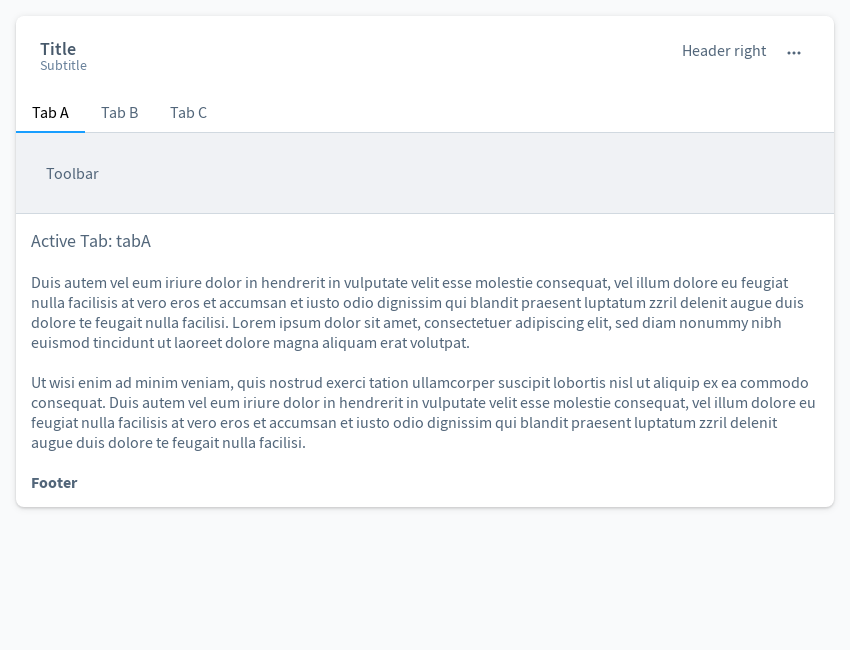 Title
Subtitle
Header right
Tab A
Tab B
Tab C
Toolbar
Active Tab: tabA
Duis autem vel eum iriure dolor in hendrerit in vulputate velit esse molestie consequat, vel illum dolore eu feugiat
nulla facilisis at vero eros et accumsan et iusto odio dignissim qui blandit praesent luptatum zzril delenit augue duis
dolore te feugait nulla facilisi. Lorem ipsum dolor sit amet, consectetuer adipiscing elit, sed diam nonummy nibh
euismod tincidunt ut laoreet dolore magna aliquam erat volutpat.
Ut wisi enim ad minim veniam, quis nostrud exerci tation ullamcorper suscipit lobortis nisl ut aliquip ex ea commodo
consequat. Duis autem vel eum iriure dolor in hendrerit in vulputate velit esse molestie consequat, vel illum dolore eu
feugiat nulla facilisis at vero eros et accumsan et iusto odio dignissim qui blandit praesent luptatum zzril delenit
augue duis dolore te feugait nulla facilisi.
Footer